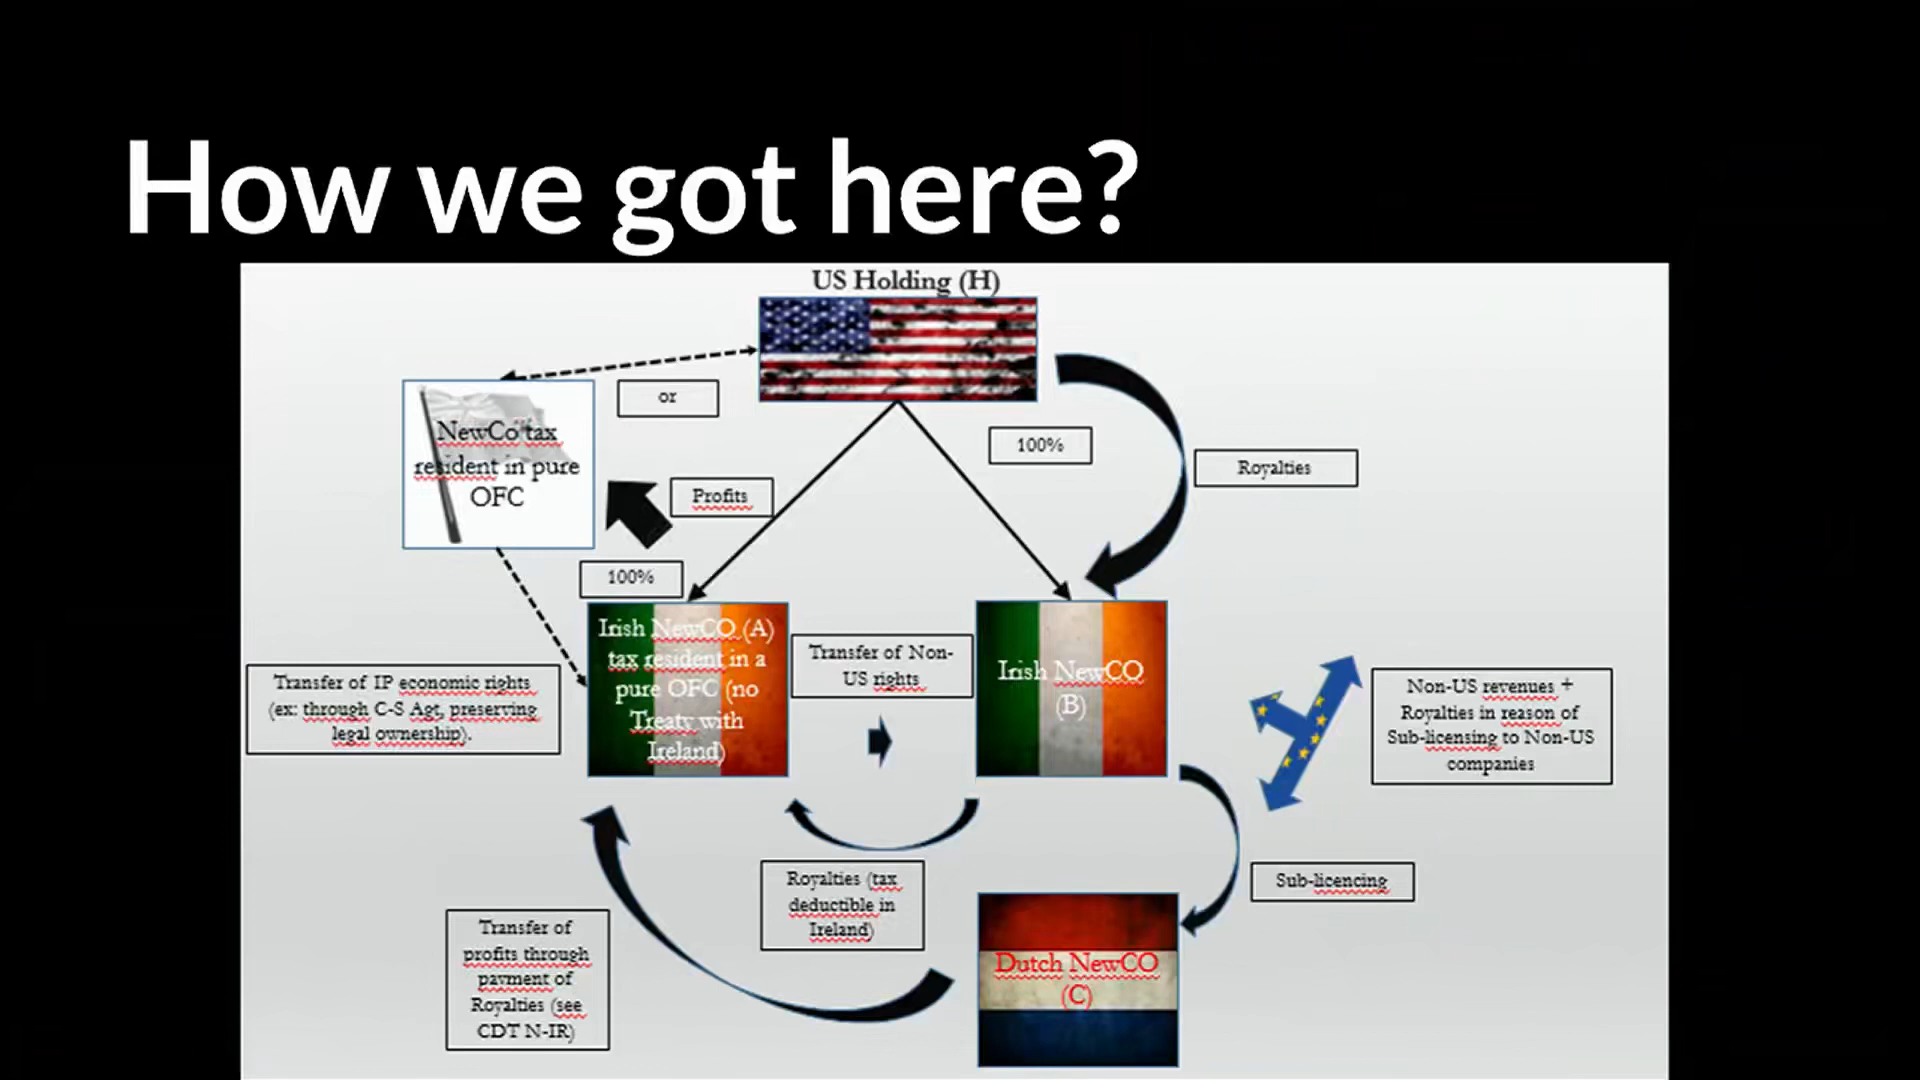 How we got here?
US Holding (H)
or
NewCo tax
resident in pure
OFC
100%
Royalties
Profits
100%
Irish NewCO (A)
tax resident in a
pure OFC (no
Treaty with
Ireland)
Transfer of Non-
US rights
Irish NewCO
(B)
Transfer of IP economic rights
(ex: through C-S Agt, preserving
legal ownership).
Non-US revenues +
Royalties in reason of
Sub-licensing to Non-US
companies
Royalties (tax
deductible in
Ireland)
Sub-licencing
Transfer of
profits through
payment of
Royalties (see
CDT N-IR)
Dutch NewCO
(C)